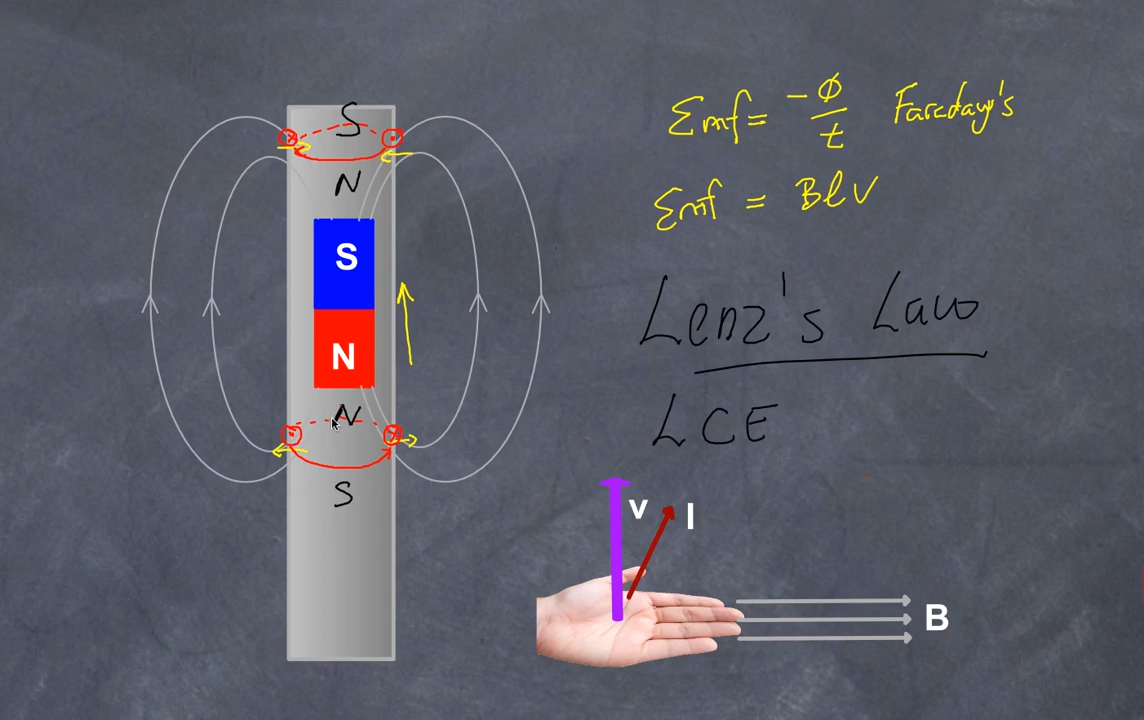 S
N
S
N
N
S
Emf = -Φ/t Faraday's
Emf = Blv
Lenz's Law
LCE
v
I
B